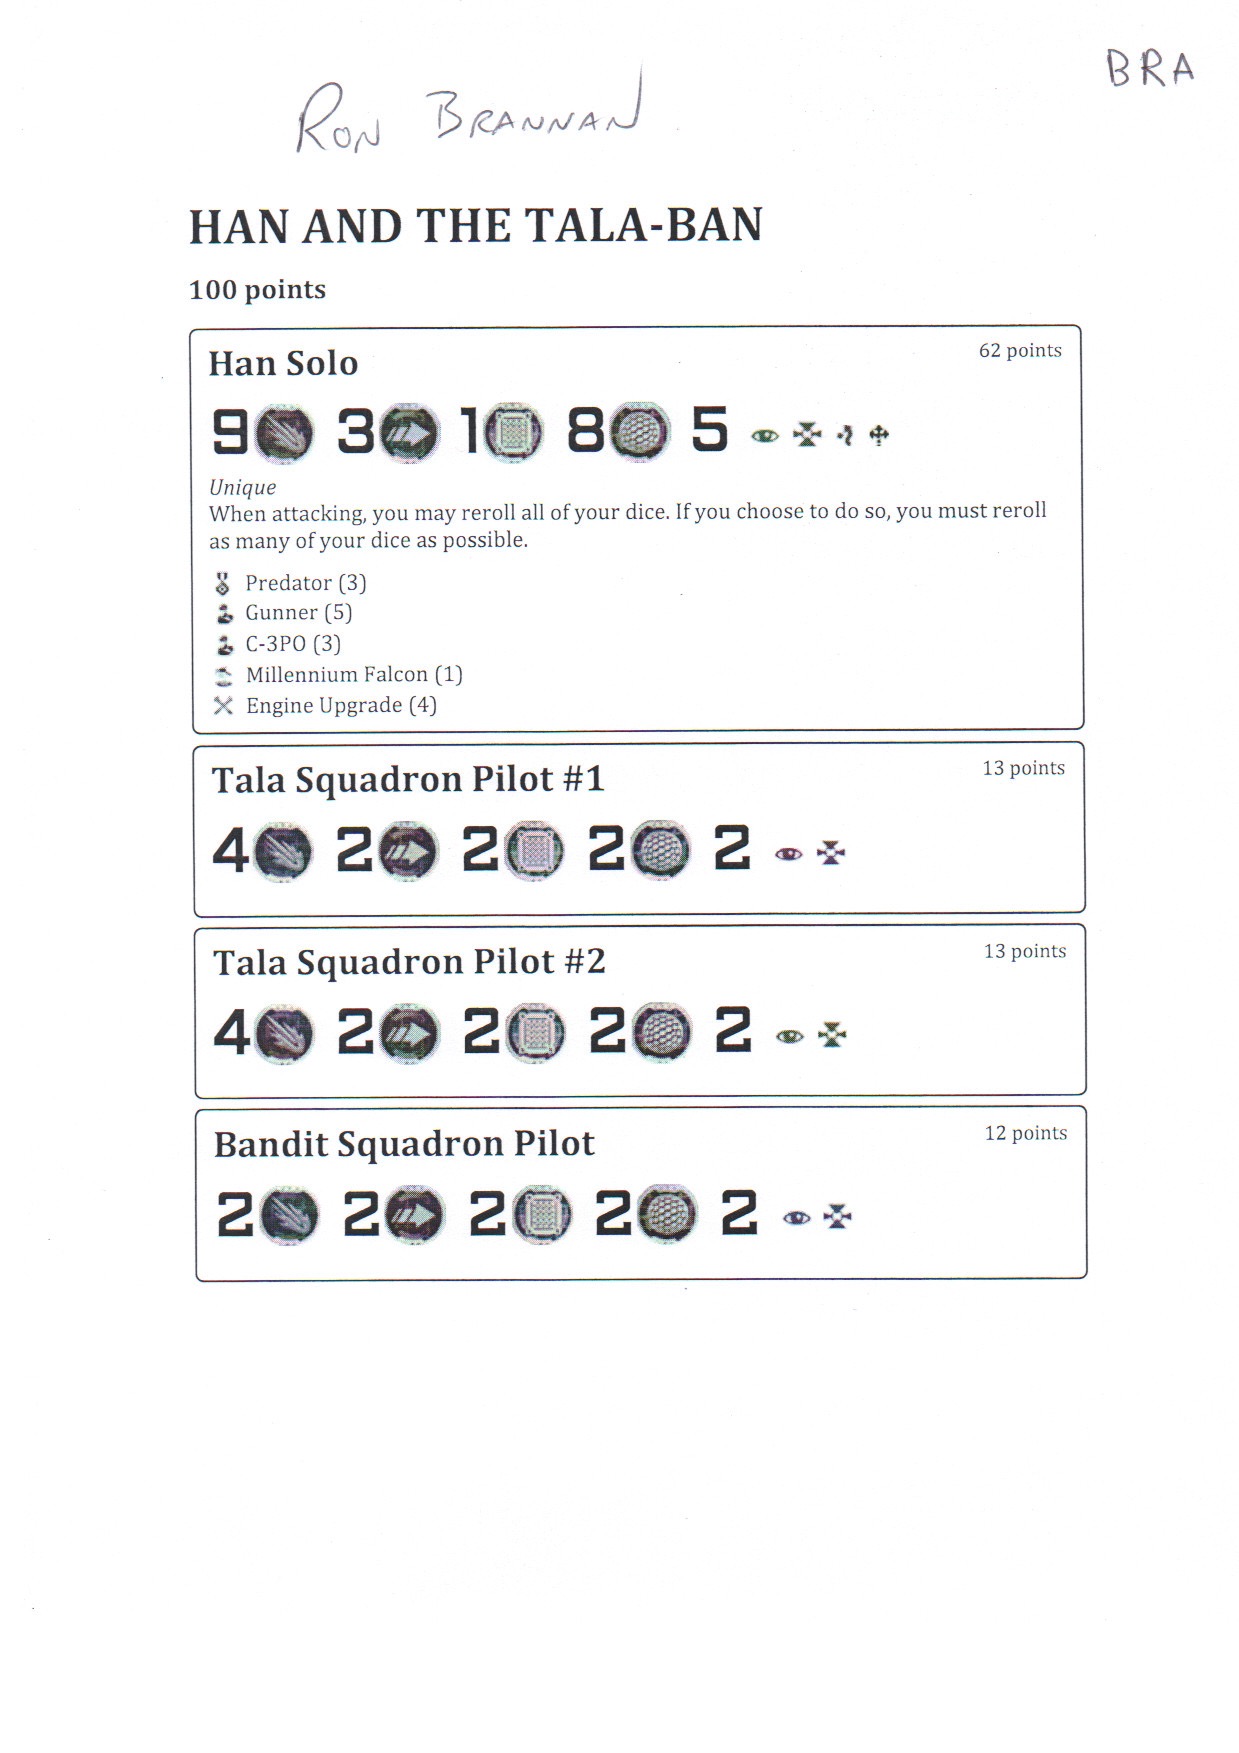 BRA
Ron Brannan
HAN AND THE TALA-BAN
100 points
Han Solo
62 points
9 3 1 8 5
Unique
When attacking, you may reroll all of your dice. If you choose to do so, you must reroll
as many of your dice as possible.
Predator (3)
Gunner (5)
C-3PO (3)
Millennium Falcon (1)
Engine Upgrade (4)
Tala Squadron Pilot #1
13 points
4 2 2 2 2
Tala Squadron Pilot #2
13 points
4 2 2 2 2
Bandit Squadron Pilot
12 points
2 2 2 2 2